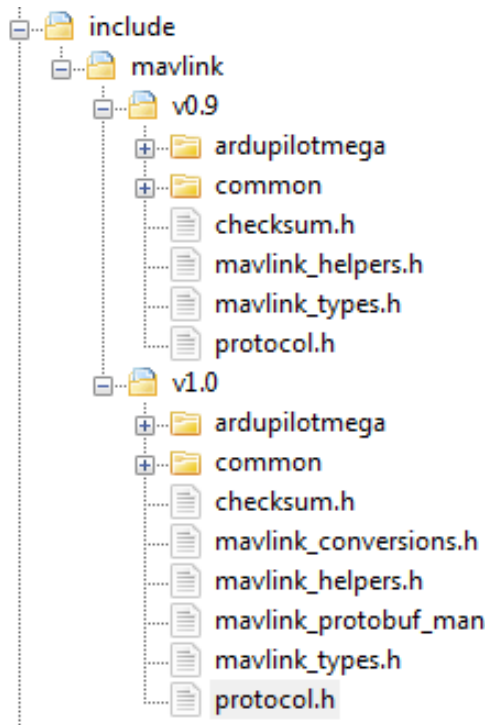 include
mavlink
v0.9
ardupilotmega
common
checksum.h
mavlink_helpers.h
mavlink_types.h
protocol.h
v1.0
ardupilotmega
common
checksum.h
mavlink_conversions.h
mavlink_helpers.h
mavlink_protobuf_man
mavlink_types.h
protocol.h